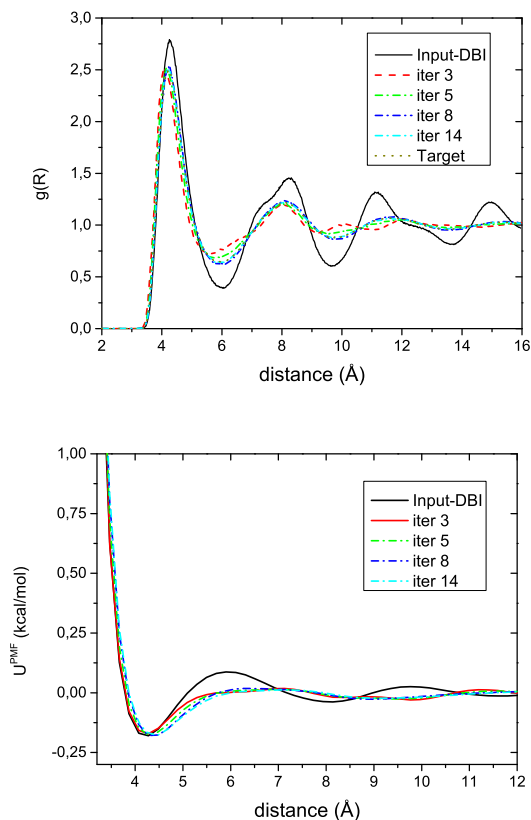 3,0
2,5
2,0
1,5
1,0
0,5
0,0
g(R)
Input-DBI
iter 3
iter 5
iter 8
iter 14
Target
2 4 6 8 10 12 14 16
distance (Å)
1,00
0,75
0,50
0,25
0,00
-0,25
U^PMF (kcal/mol)
Input-DBI
iter 3
iter 5
iter 8
iter 14
4 5 6 7 8 9 10 11 12
distance (Å)